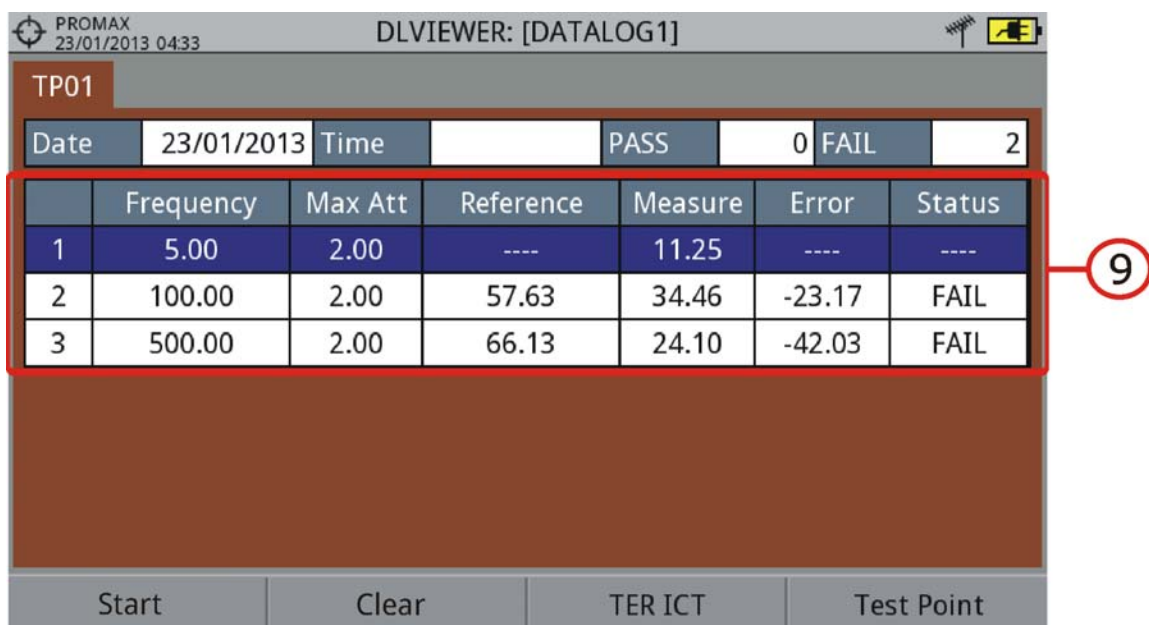 PROMAX
23/01/2013 04:33 DLVIEWER: [DATALOG1]
TP01
Date 23/01/2013 Time PASS 0 FAIL 2
Frequency Max Att Reference Measure Error Status
1 5.00 2.00 ---- 11.25 ---- ----
2 100.00 2.00 57.63 34.46 -23.17 FAIL
3 500.00 2.00 66.13 24.10 -42.03 FAIL
9
Start Clear TER ICT Test Point